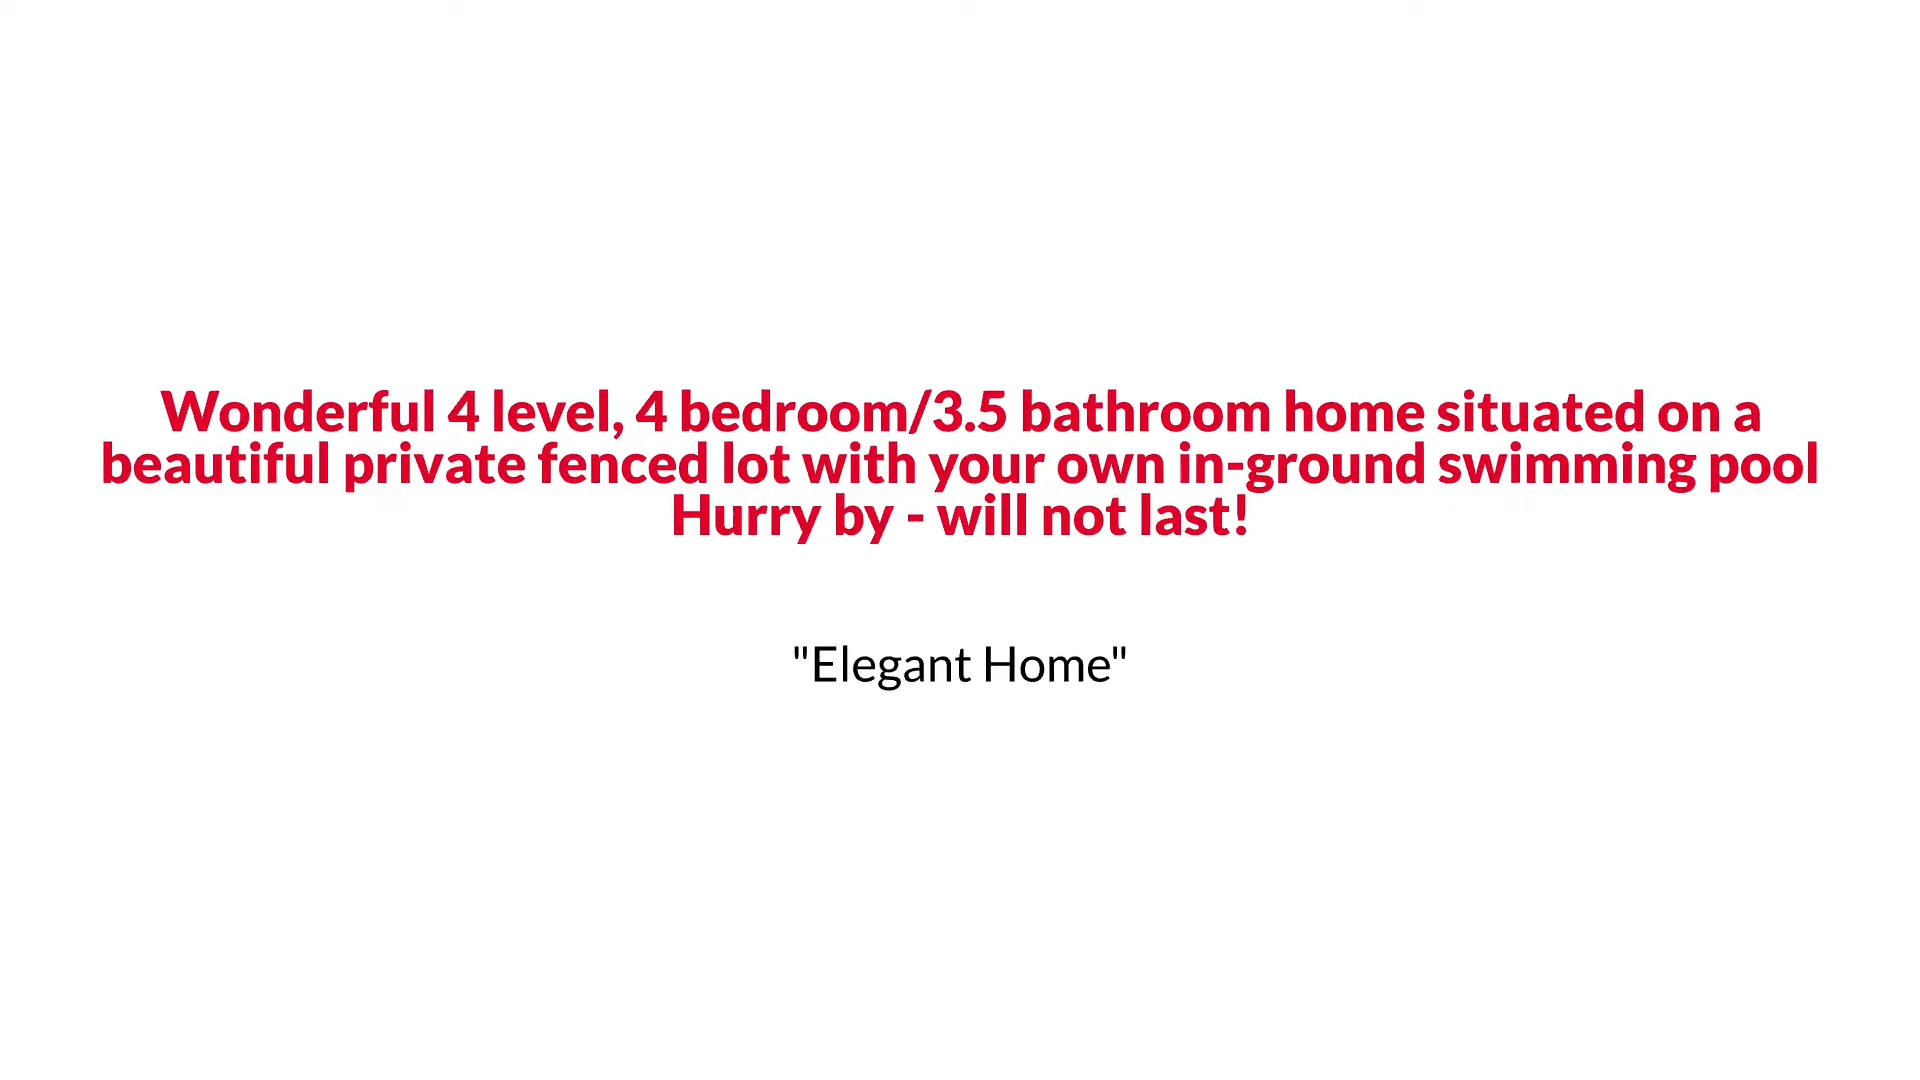 Wonderful 4 level, 4 bedroom/3.5 bathroom home situated on a
beautiful private fenced lot with your own in-ground swimming pool
Hurry by - will not last!
"Elegant Home"